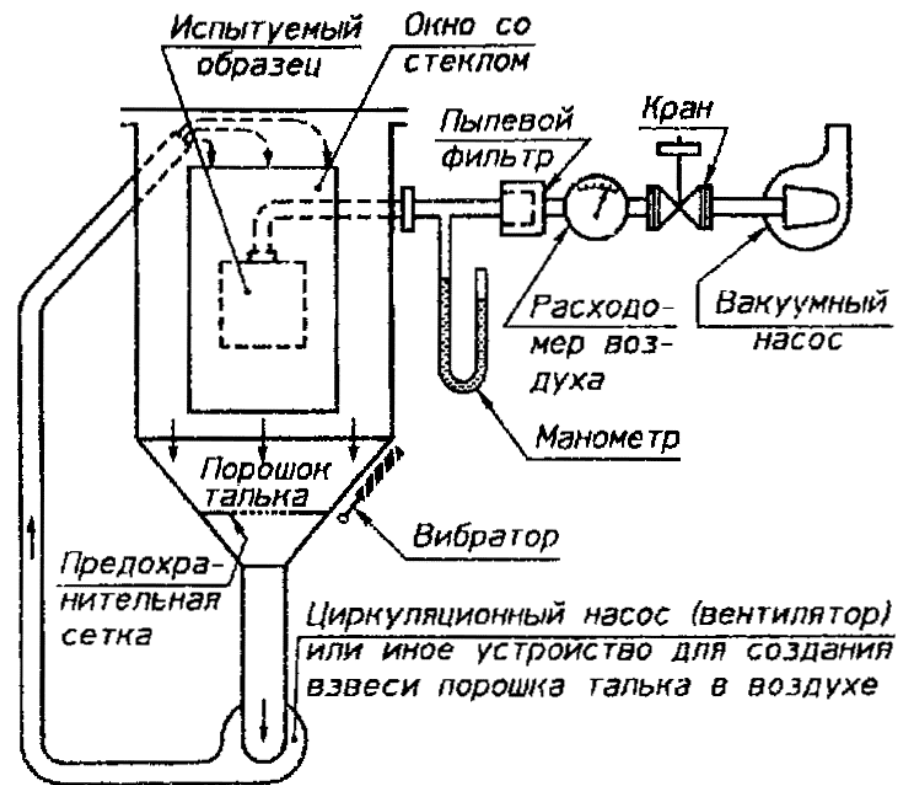 Испытуемый
образец
Окно со
стеклом
Пылевой
фильтр
Кран
Расходо-
мер воз-
духа
Вакуумный
насос
Манометр
Порошок
талька
Вибратор
Предохра-
нительная
сетка
Циркуляционный насос (вентилятор)
или иное устройство для создания
взвеси порошка талька в воздухе